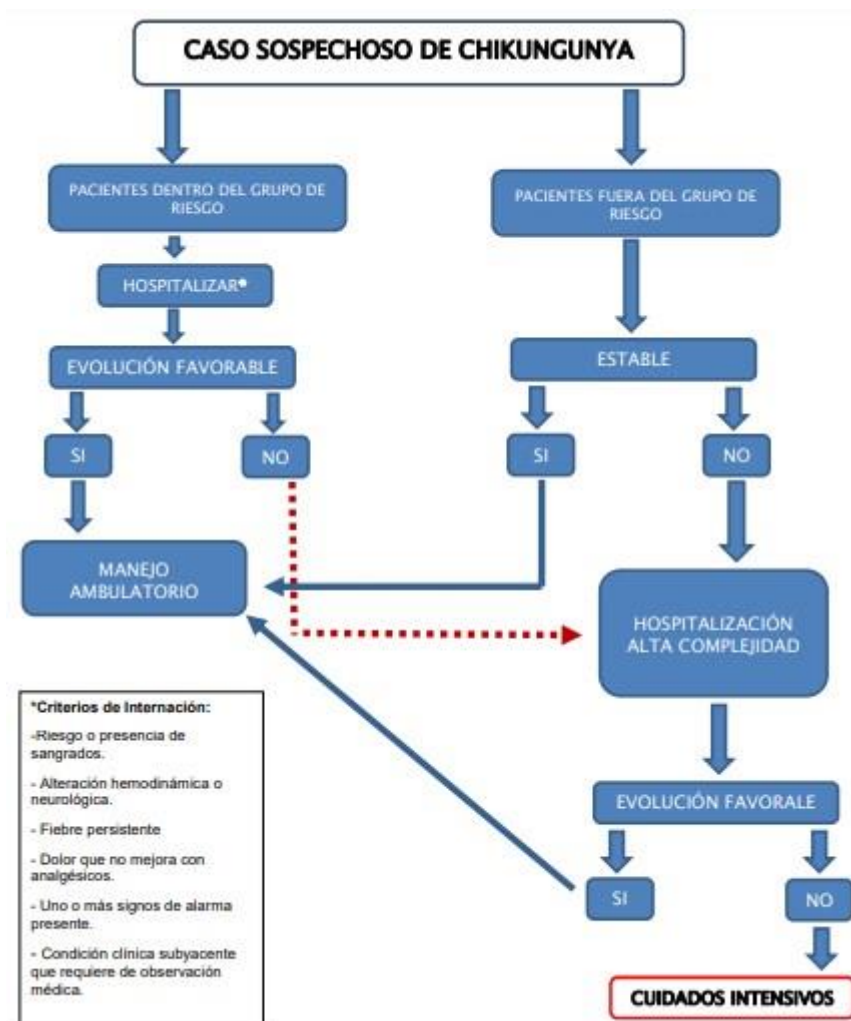 CASO SOSPECHOSO DE CHIKUNGUNYA
PACIENTES DENTRO DEL GRUPO DE
RIESGO
PACIENTES FUERA DEL GRUPO DE
RIESGO
HOSPITALIZAR*
EVOLUCIÓN FAVORABLE
ESTABLE
SI
NO
SI
NO
MANEJO
AMBULATORIO
HOSPITALIZACIÓN
ALTA COMPLEJIDAD
*Criterios de Internación:
-Riesgo o presencia de
sangrados.
- Alteración hemodinámica o
neurológica.
- Fiebre persistente
- Dolor que no mejora con
analgésicos.
- Uno o más signos de alarma
presente.
- Condición clínica subyacente
que requiere de observación
médica.
EVOLUCIÓN FAVORALE
SI
NO
CUIDADOS INTENSIVOS